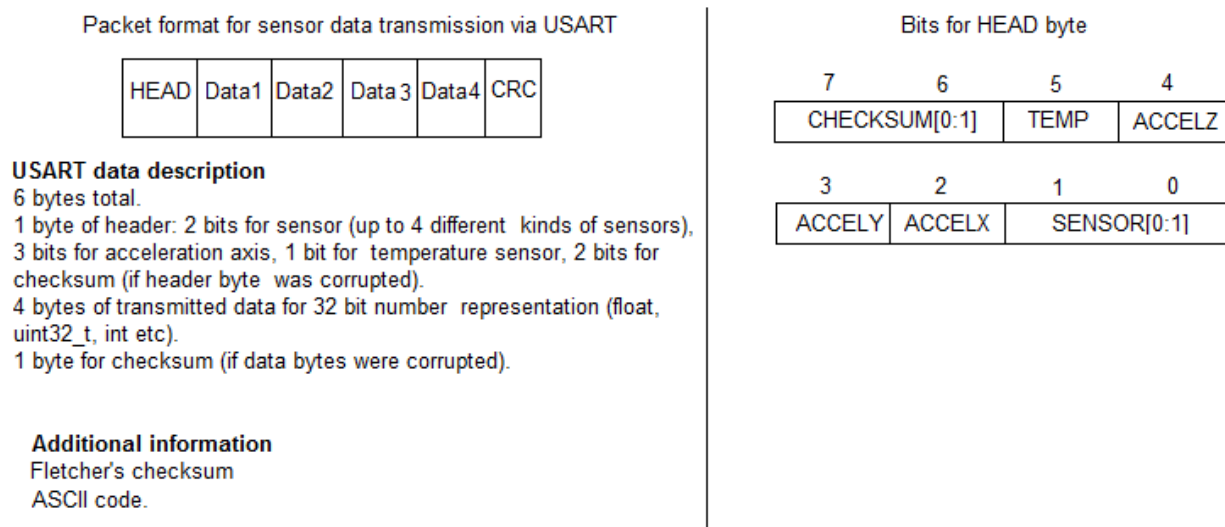 Packet format for sensor data transmission via USART
HEAD Data1 Data2 Data3 Data4 CRC
USART data description
6 bytes total.
1 byte of header: 2 bits for sensor (up to 4 different kinds of sensors),
3 bits for acceleration axis, 1 bit for temperature sensor, 2 bits for
checksum (if header byte was corrupted).
4 bytes of transmitted data for 32 bit number representation (float,
uint32_t, int etc).
1 byte for checksum (if data bytes were corrupted).
Additional information
Fletcher's checksum
ASCII code.
Bits for HEAD byte
7 6 5 4
CHECKSUM[0:1] TEMP ACCELZ
3 2 1 0
ACCELY ACCELX SENSOR[0:1]